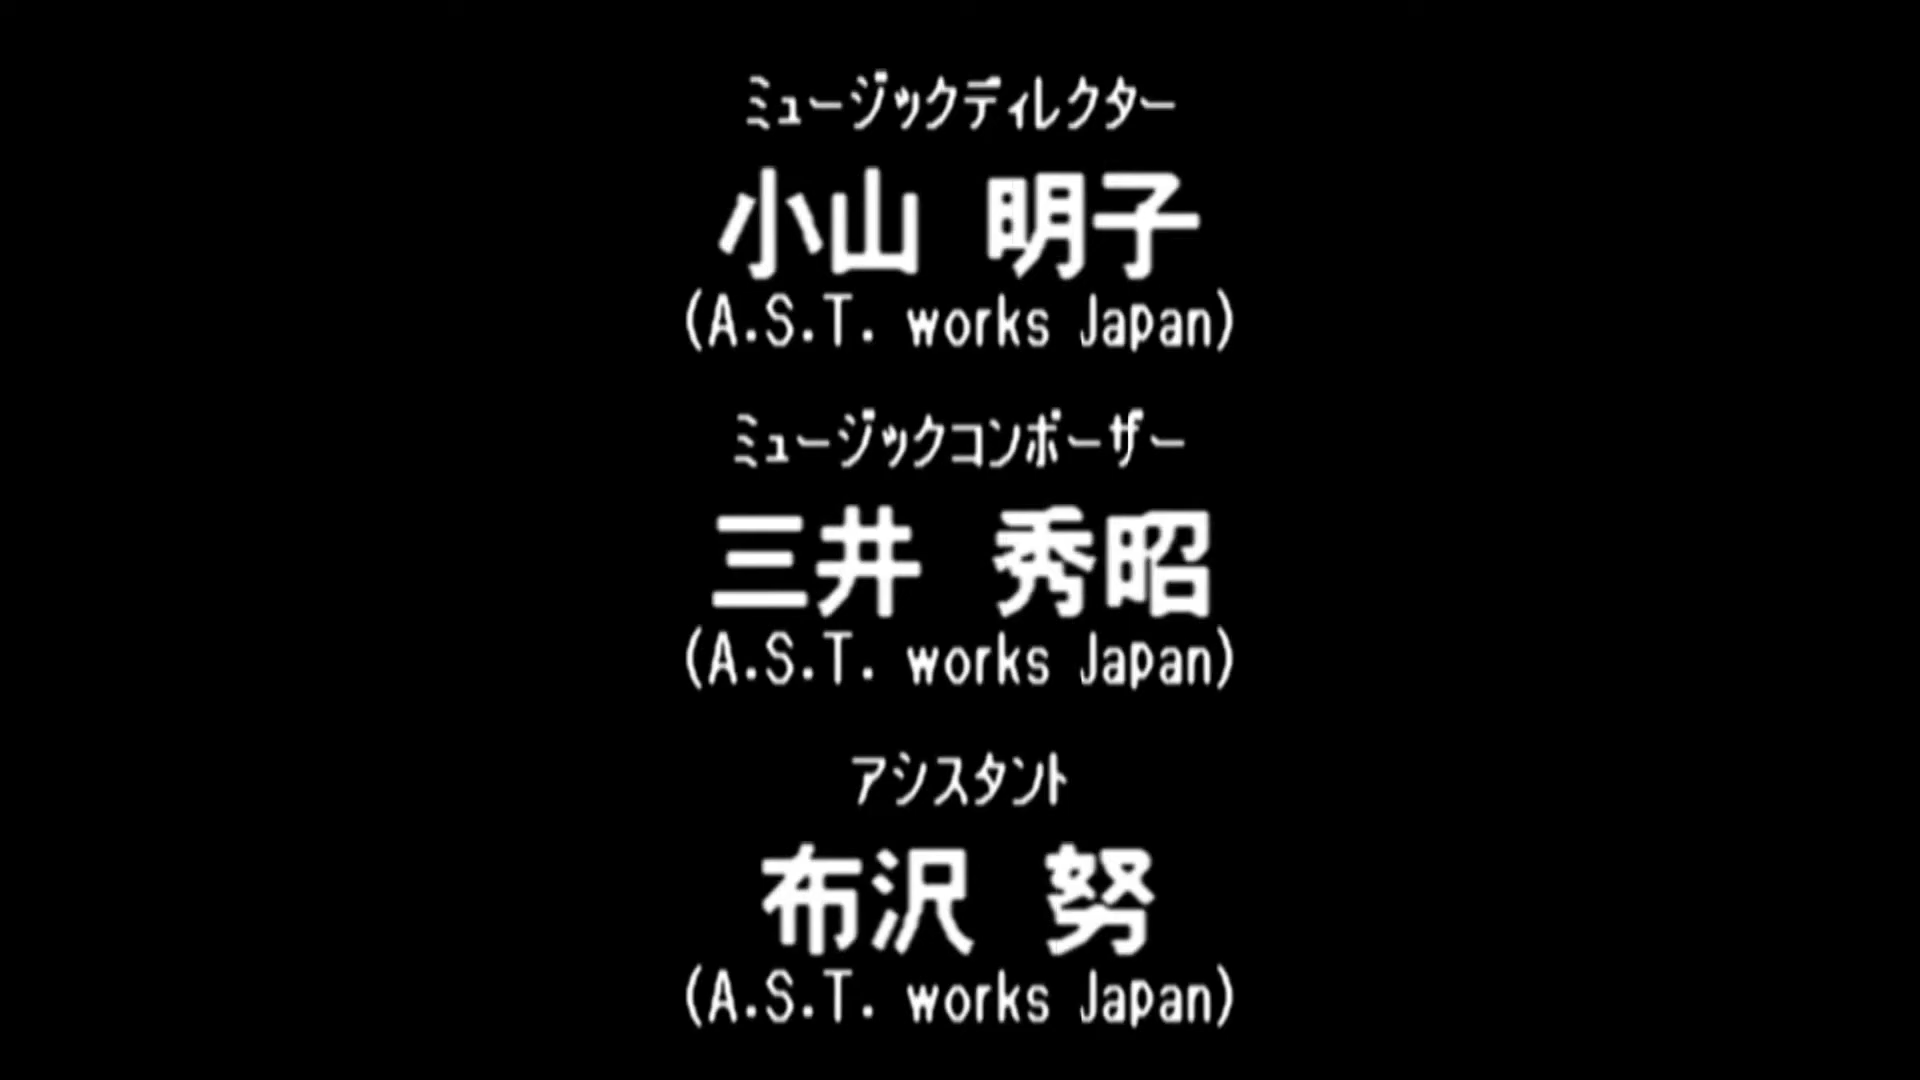 ミュージックディレクター
小山 明子
(A.S.T. works Japan)
ミュージックコンポーザー
三井 秀昭
(A.S.T. works Japan)
アシスタント
布沢 努
(A.S.T. works Japan)